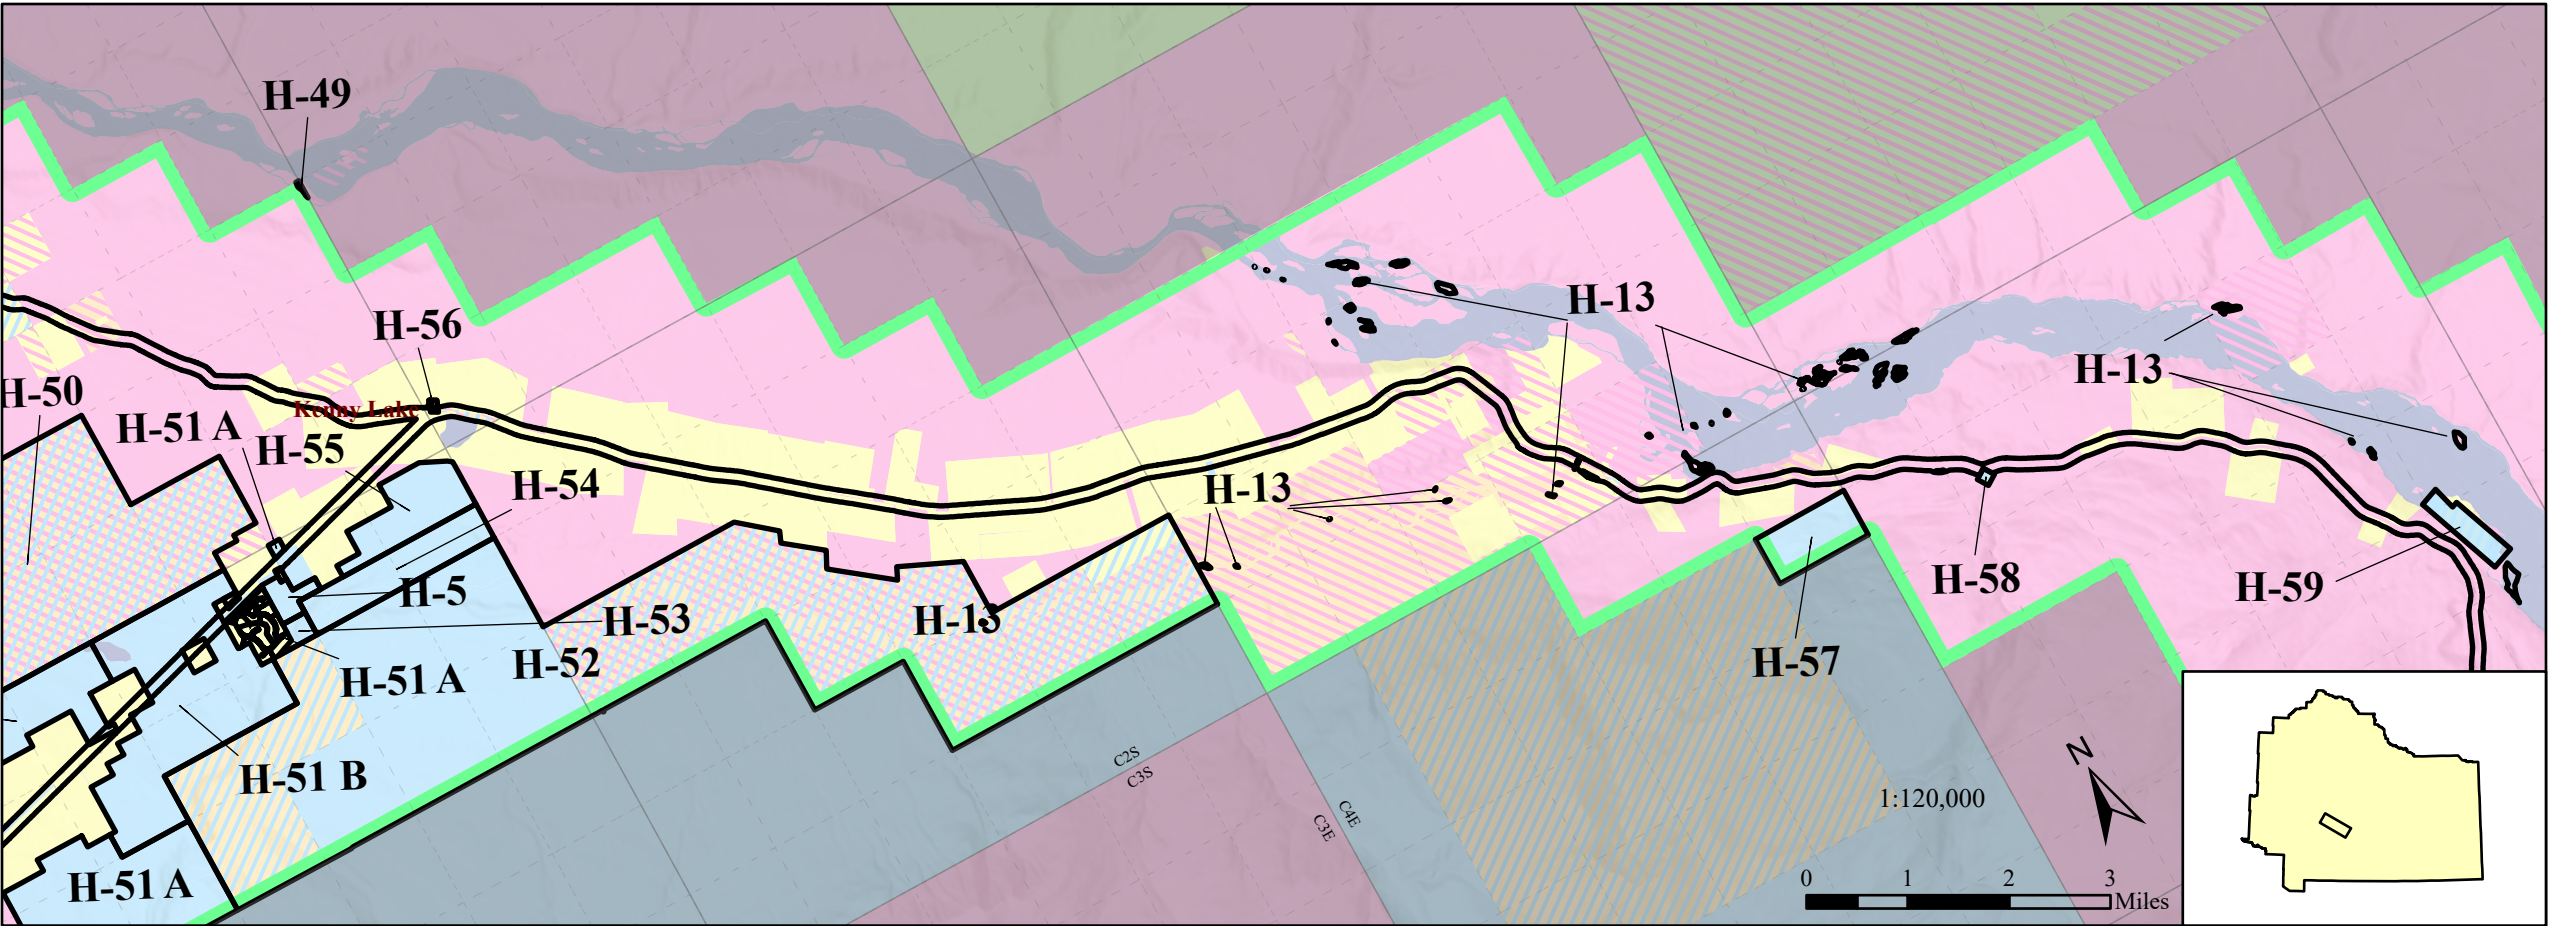 H-49
H-13
H-56
H-13
H-50
Kenny Lake
H-51 A
H-55
H-54
H-13
H-5
H-58
H-59
H-53
H-13
H-52
H-57
H-51 A
C2S
C3S
N
H-51 B
1:120,000
C4E
C3E
H-51 A
0 1 2 3
Miles